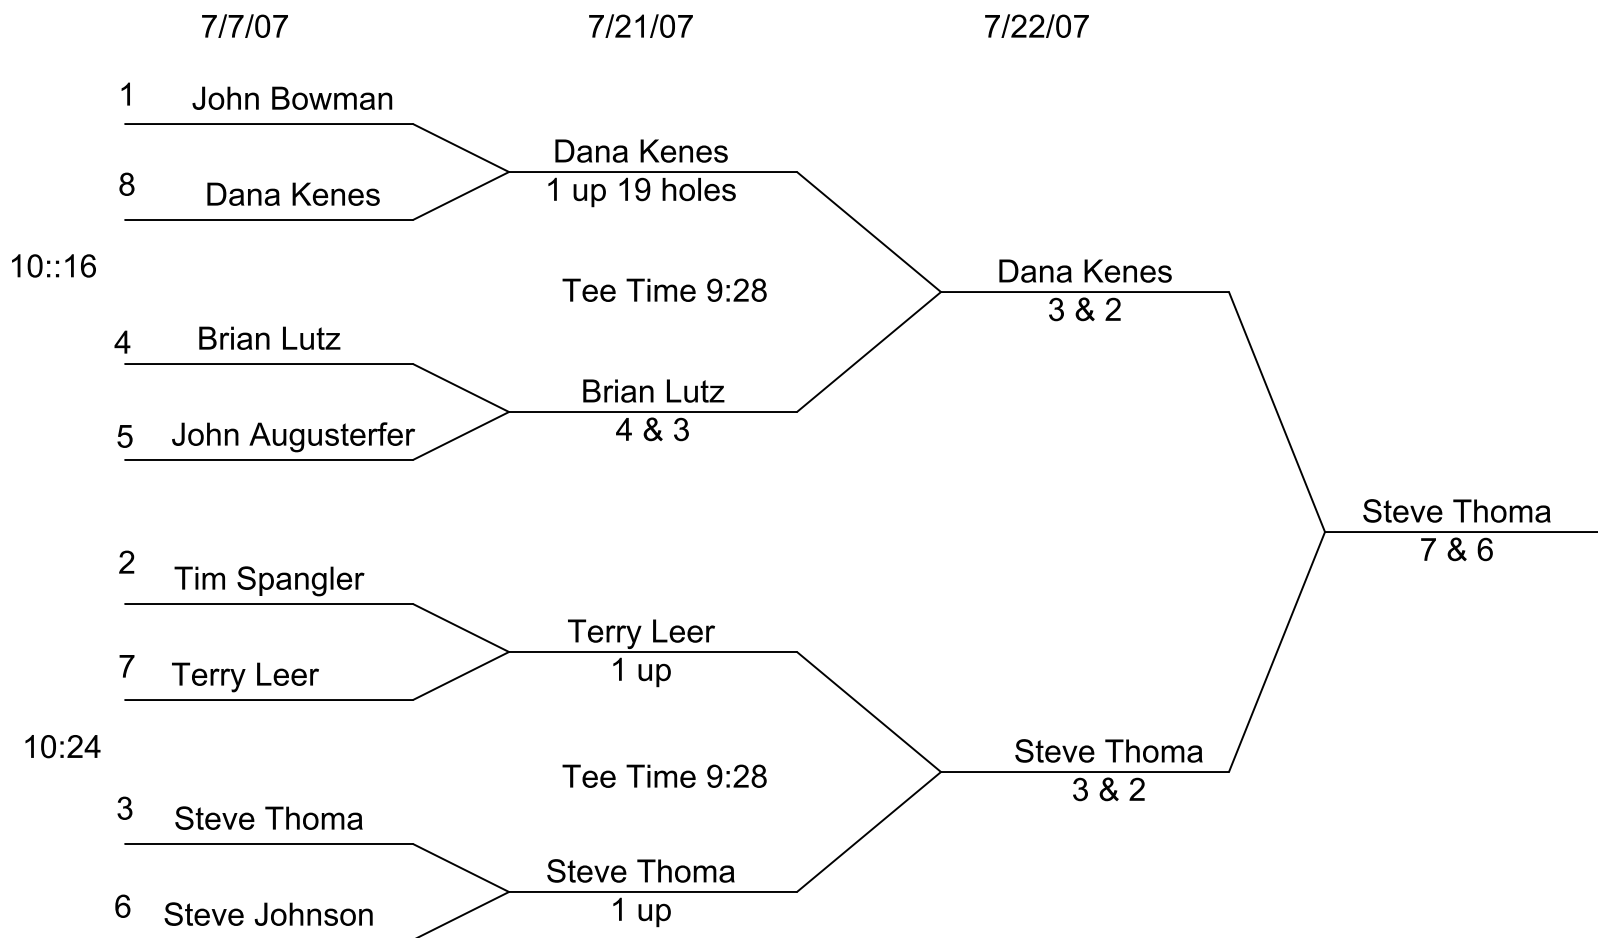 7/7/07 7/21/07 7/22/07
1 John Bowman
Dana Kenes
1 up 19 holes
8 Dana Kenes
10::16
Tee Time 9:28
Dana Kenes
3 & 2
4 Brian Lutz
Brian Lutz
4 & 3
5 John Augusterfer
Steve Thoma
7 & 6
2 Tim Spangler
Terry Leer
1 up
7 Terry Leer
10:24
Tee Time 9:28
Steve Thoma
3 & 2
3 Steve Thoma
Steve Thoma
1 up
6 Steve Johnson